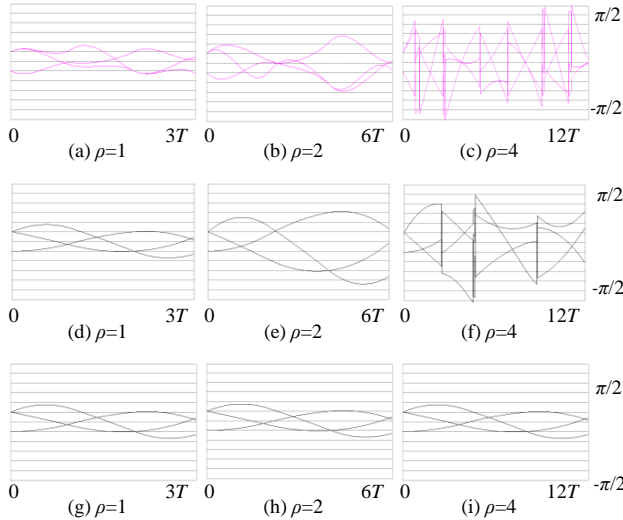 π/2
-π/2
0 3T 0 6T 0 12T
(a) ρ=1 (b) ρ=2 (c) ρ=4
π/2
-π/2
0 3T 0 6T 0 12T
(d) ρ=1 (e) ρ=2 (f) ρ=4
π/2
-π/2
0 3T 0 6T 0 12T
(g) ρ=1 (h) ρ=2 (i) ρ=4